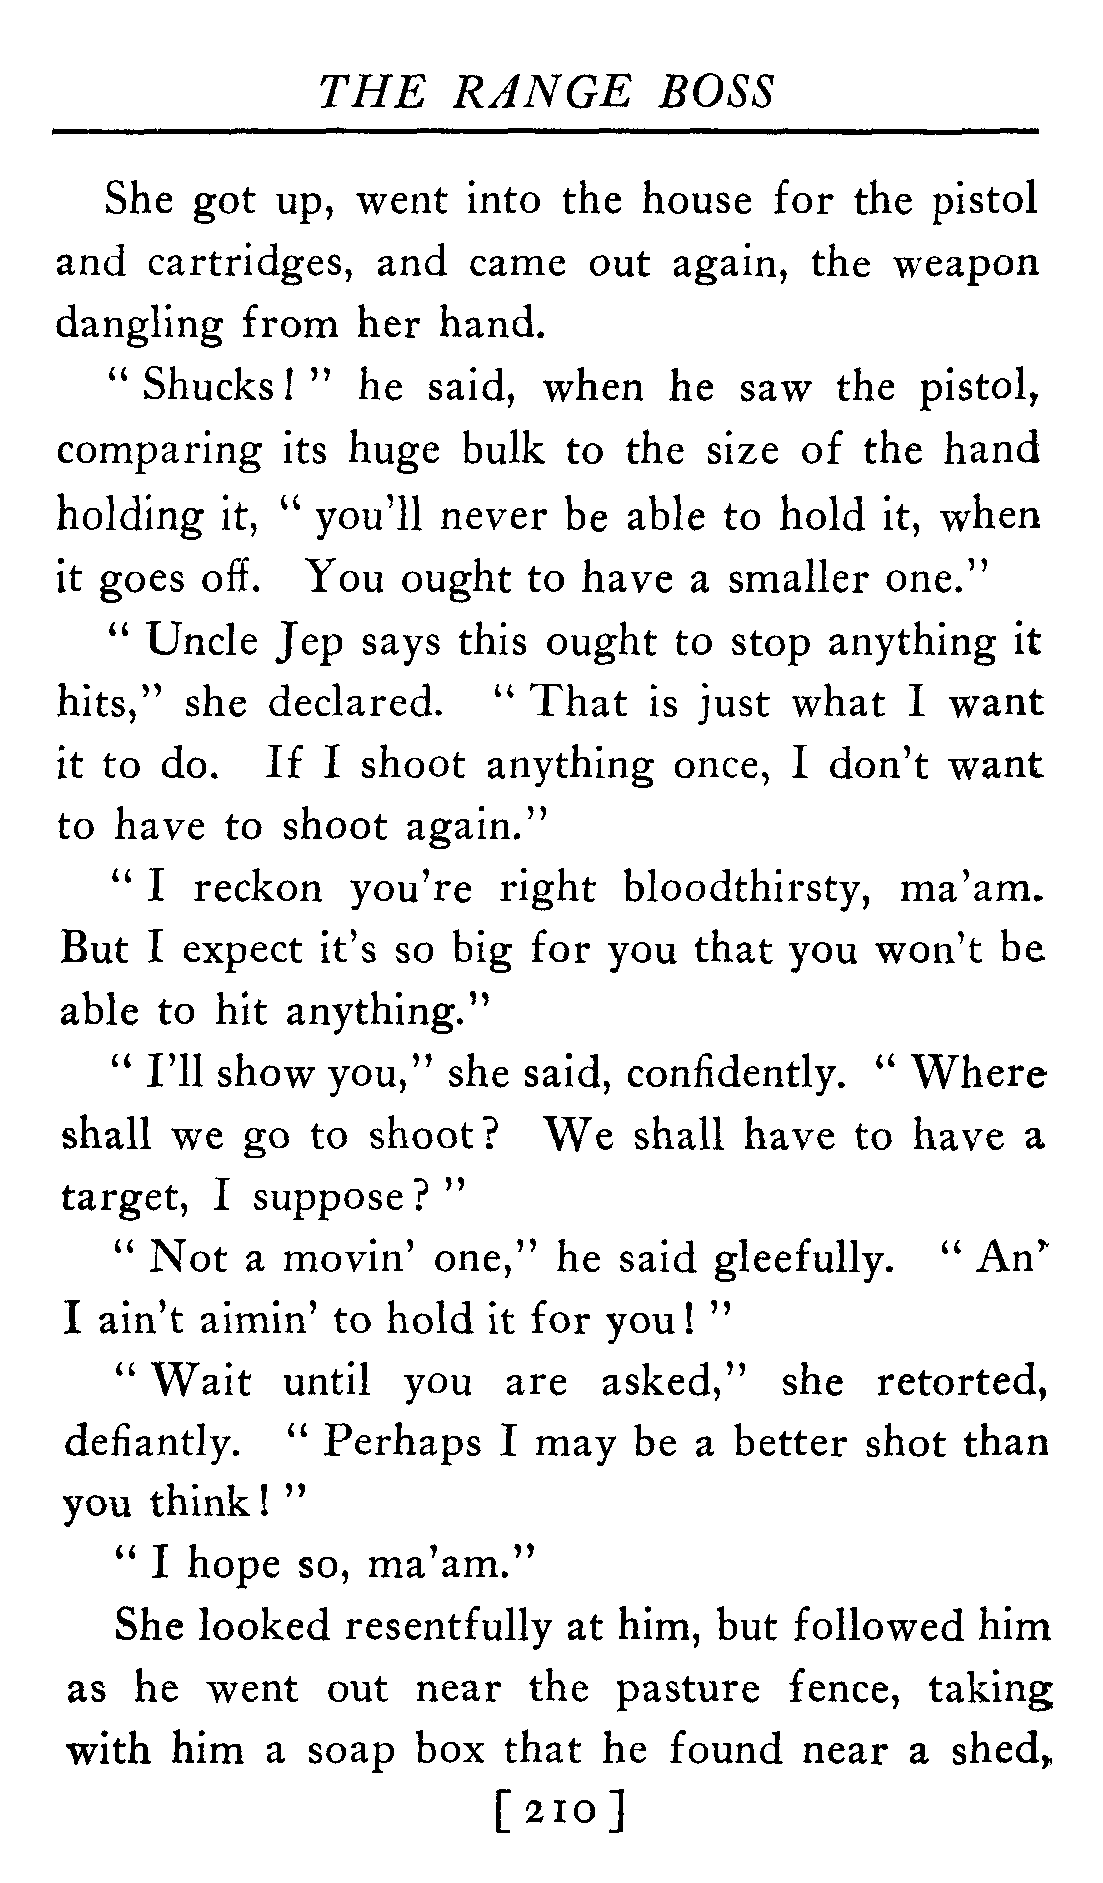 THE RANGE BOSS
She got up, went into the house for the pistol
and cartridges, and came out again, the weapon
dangling from her hand.
“ Shucks! ” he said, when he saw the pistol,
comparing its huge bulk to the size of the hand
holding it, “ you’ll never be able to hold it, when
it goes off. You ought to have a smaller one.”
“ Uncle Jep says this ought to stop anything it
hits,” she declared. “ That is just what I want
it to do. If I shoot anything once, I don’t want
to have to shoot again.”
“ I reckon you’re right bloodthirsty, ma’am.
But I expect it’s so big for you that you won’t be
able to hit anything.”
“ I’ll show you,” she said, confidently. “ Where
shall we go to shoot? We shall have to have a
target, I suppose? ”
“ Not a movin’ one,” he said gleefully. “ An’
I ain’t aimin’ to hold it for you! ”
“ Wait until you are asked,” she retorted,
defiantly. “ Perhaps I may be a better shot than
you think! ”
“ I hope so, ma’am.”
She looked resentfully at him, but followed him
as he went out near the pasture fence, taking
with him a soap box that he found near a shed,
[ 210 ]